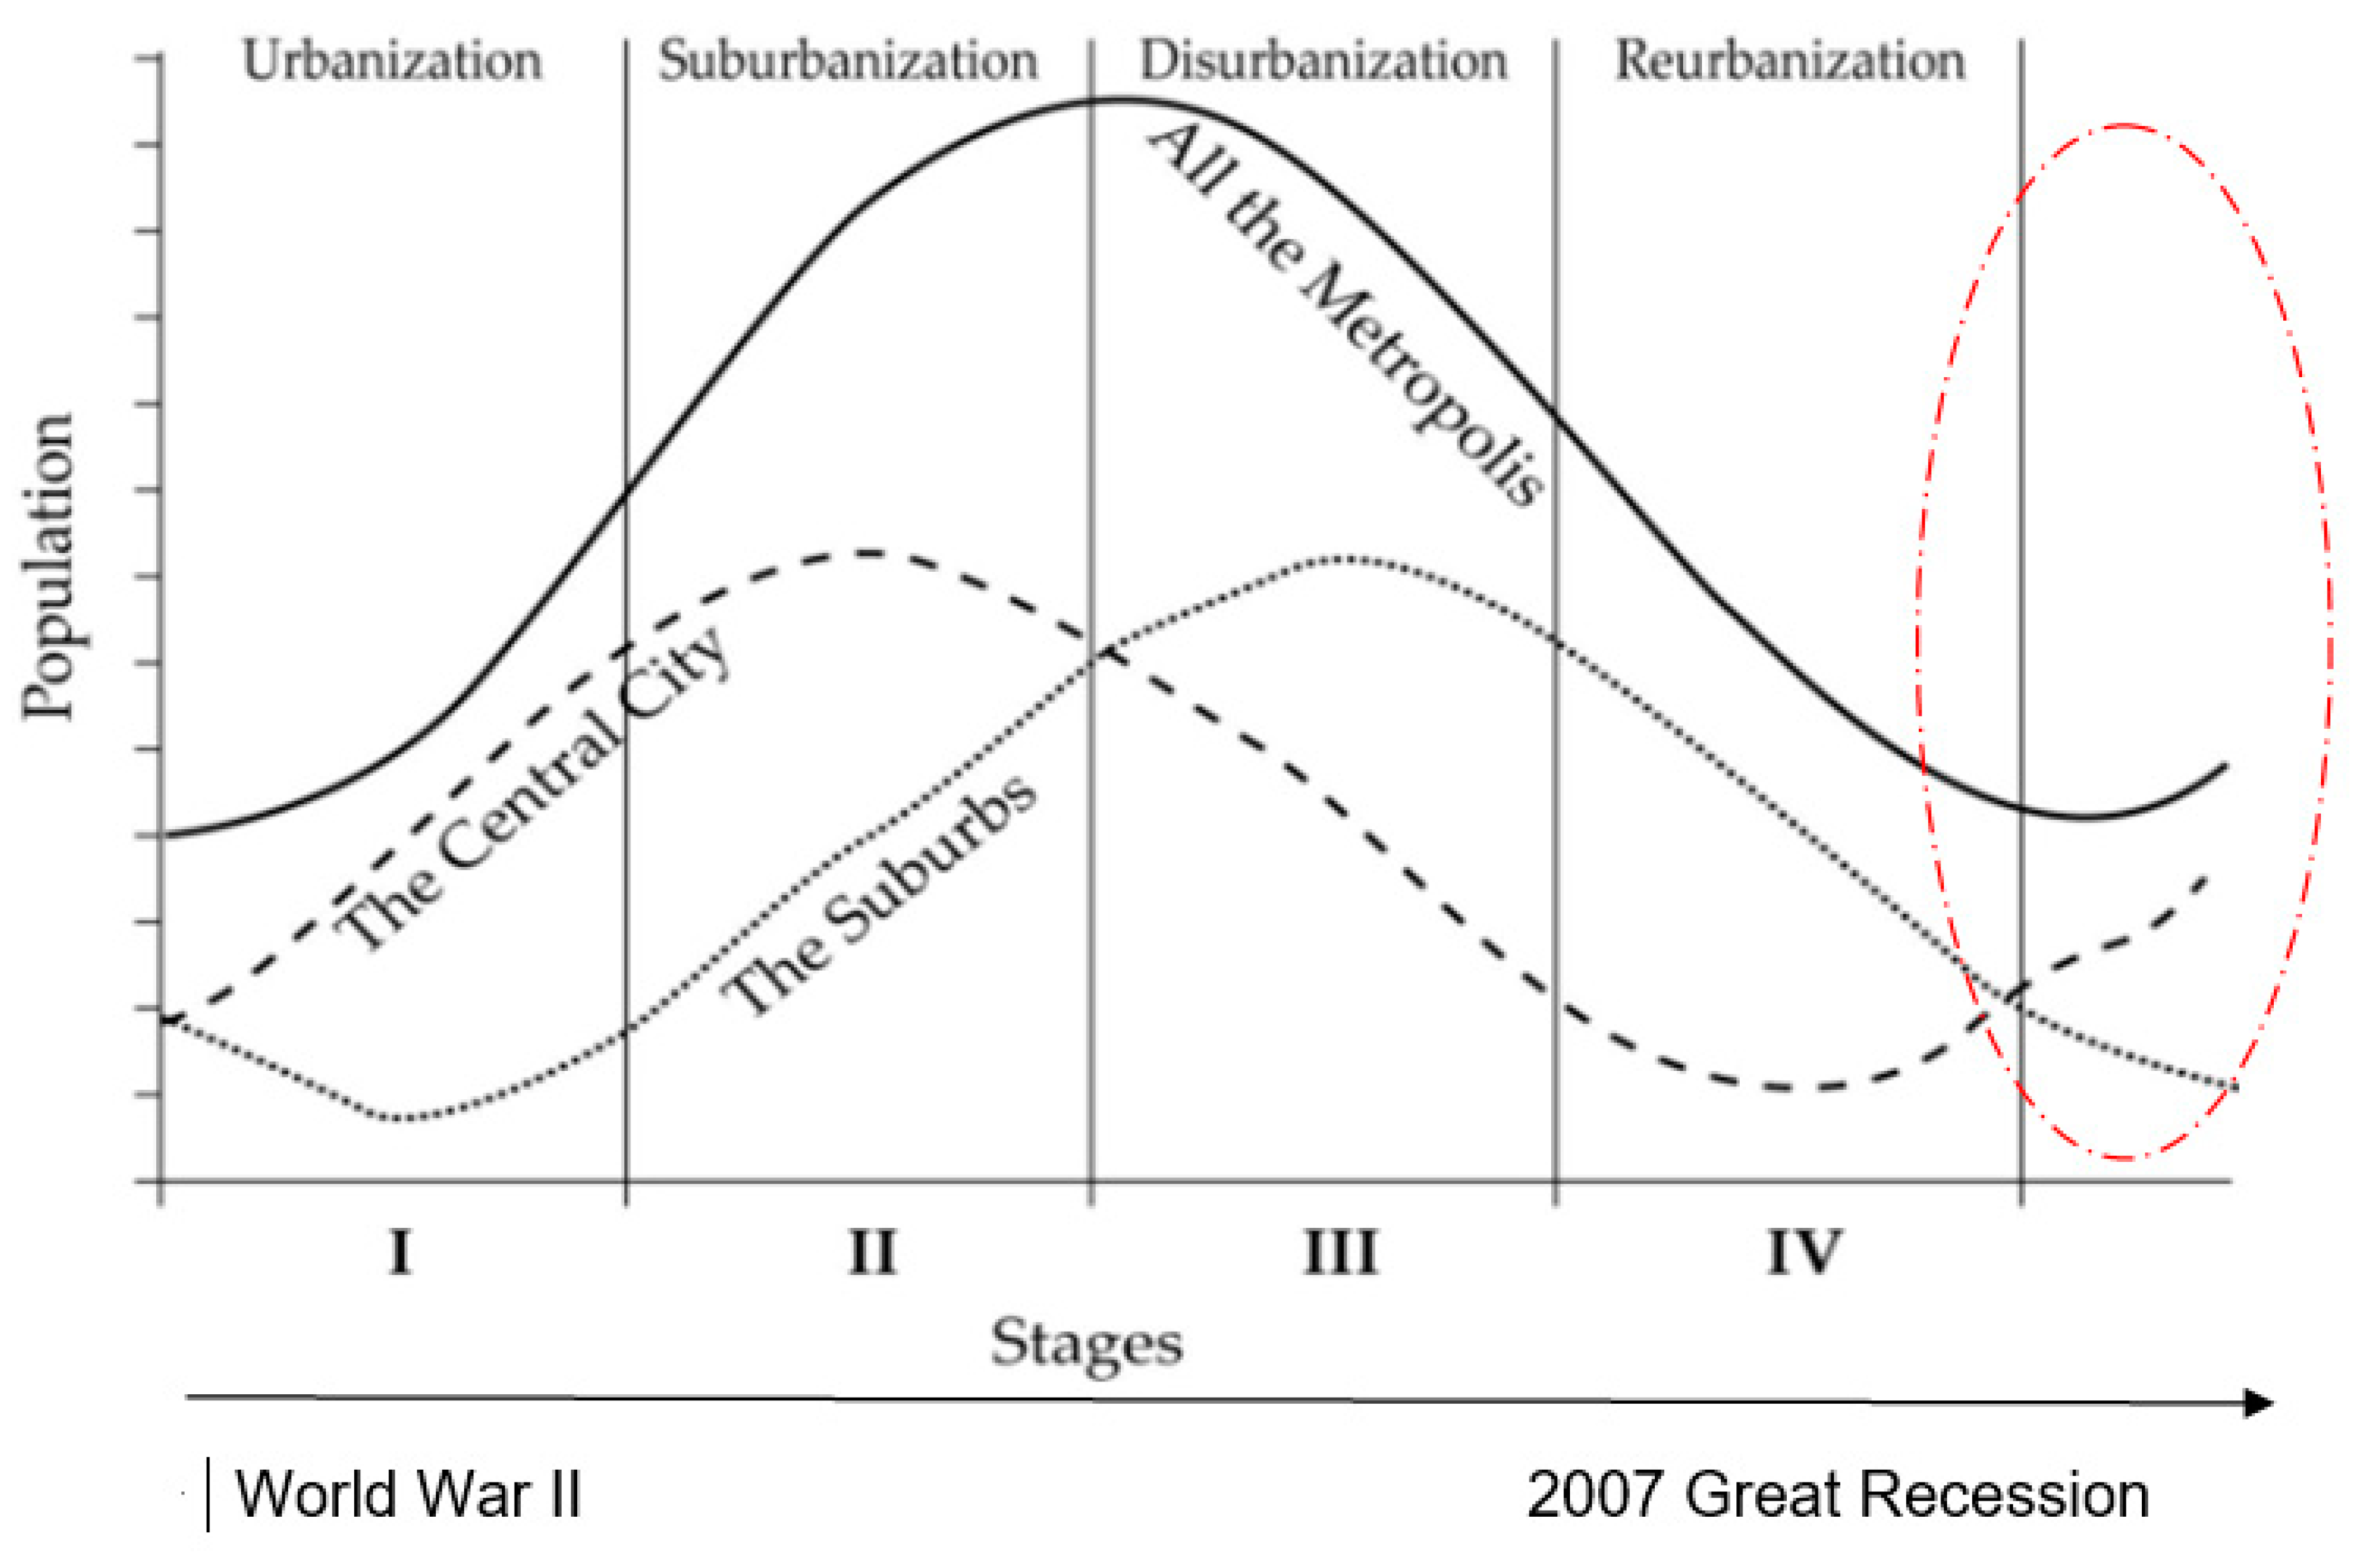 Urbanization
Suburbanization
Disurbanization
Reurbanization
Population
All the Metropolis
The Central City
The Suburbs
I
II
III
IV
Stages
World War II
2007 Great Recession